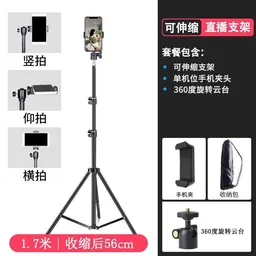 可伸缩 直播支架
套餐包含:
· 可伸缩支架
· 单机位手机夹头
· 360度旋转云台
竖拍
仰拍
横拍
手机夹
收纳包
360度旋转云台
1.7米 | 收缩后56cm